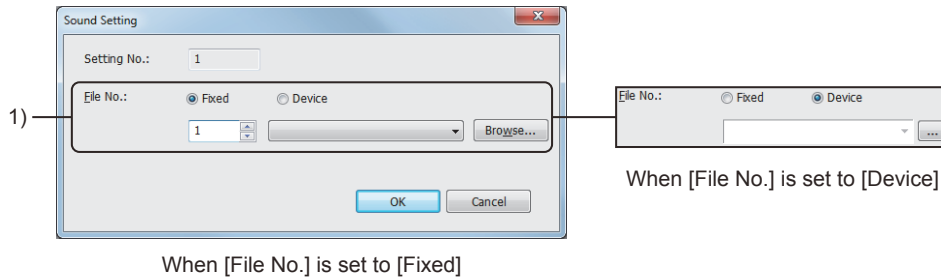 Sound Setting
Setting No.: 1
1)
File No.: Fixed Device
1 Browse...
OK Cancel
When [File No.] is set to [Fixed]
File No.: Fixed Device
...
When [File No.] is set to [Device]